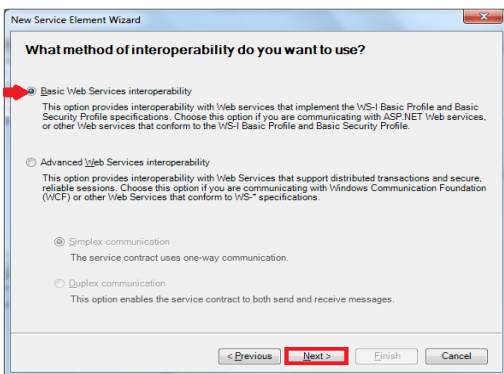 New Service Element Wizard
What method of interoperability do you want to use?
Basic Web Services interoperability
This option provides interoperability with Web services that implement the WS-I Basic Profile and Basic
Security Profile specifications. Choose this option if you are communicating with ASP.NET Web services,
or other Web services that conform to the WS-I Basic Profile and Basic Security Profile.
Advanced Web Services interoperability
This option provides interoperability with Web Services that support distributed transactions and secure,
reliable sessions. Choose this option if you are communicating with Windows Communication Foundation
(WCF) or other Web Services that conform to WS-* specifications.
Simplex communication
The service contract uses one-way communication.
Duplex communication
This option enables the service contract to both send and receive messages.
< Previous Next > Finish Cancel